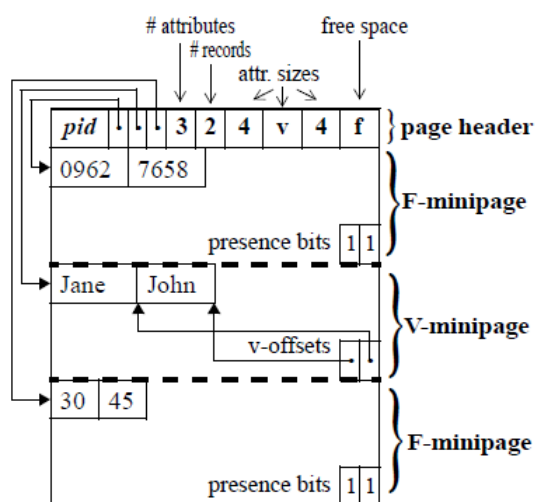 # attributes
# records
free space
attr. sizes
pid 3 2 4 v 4 f
page header
0962 7658
F-minipage
presence bits 1 1
Jane John
V-minipage
v-offsets
30 45
F-minipage
presence bits 1 1